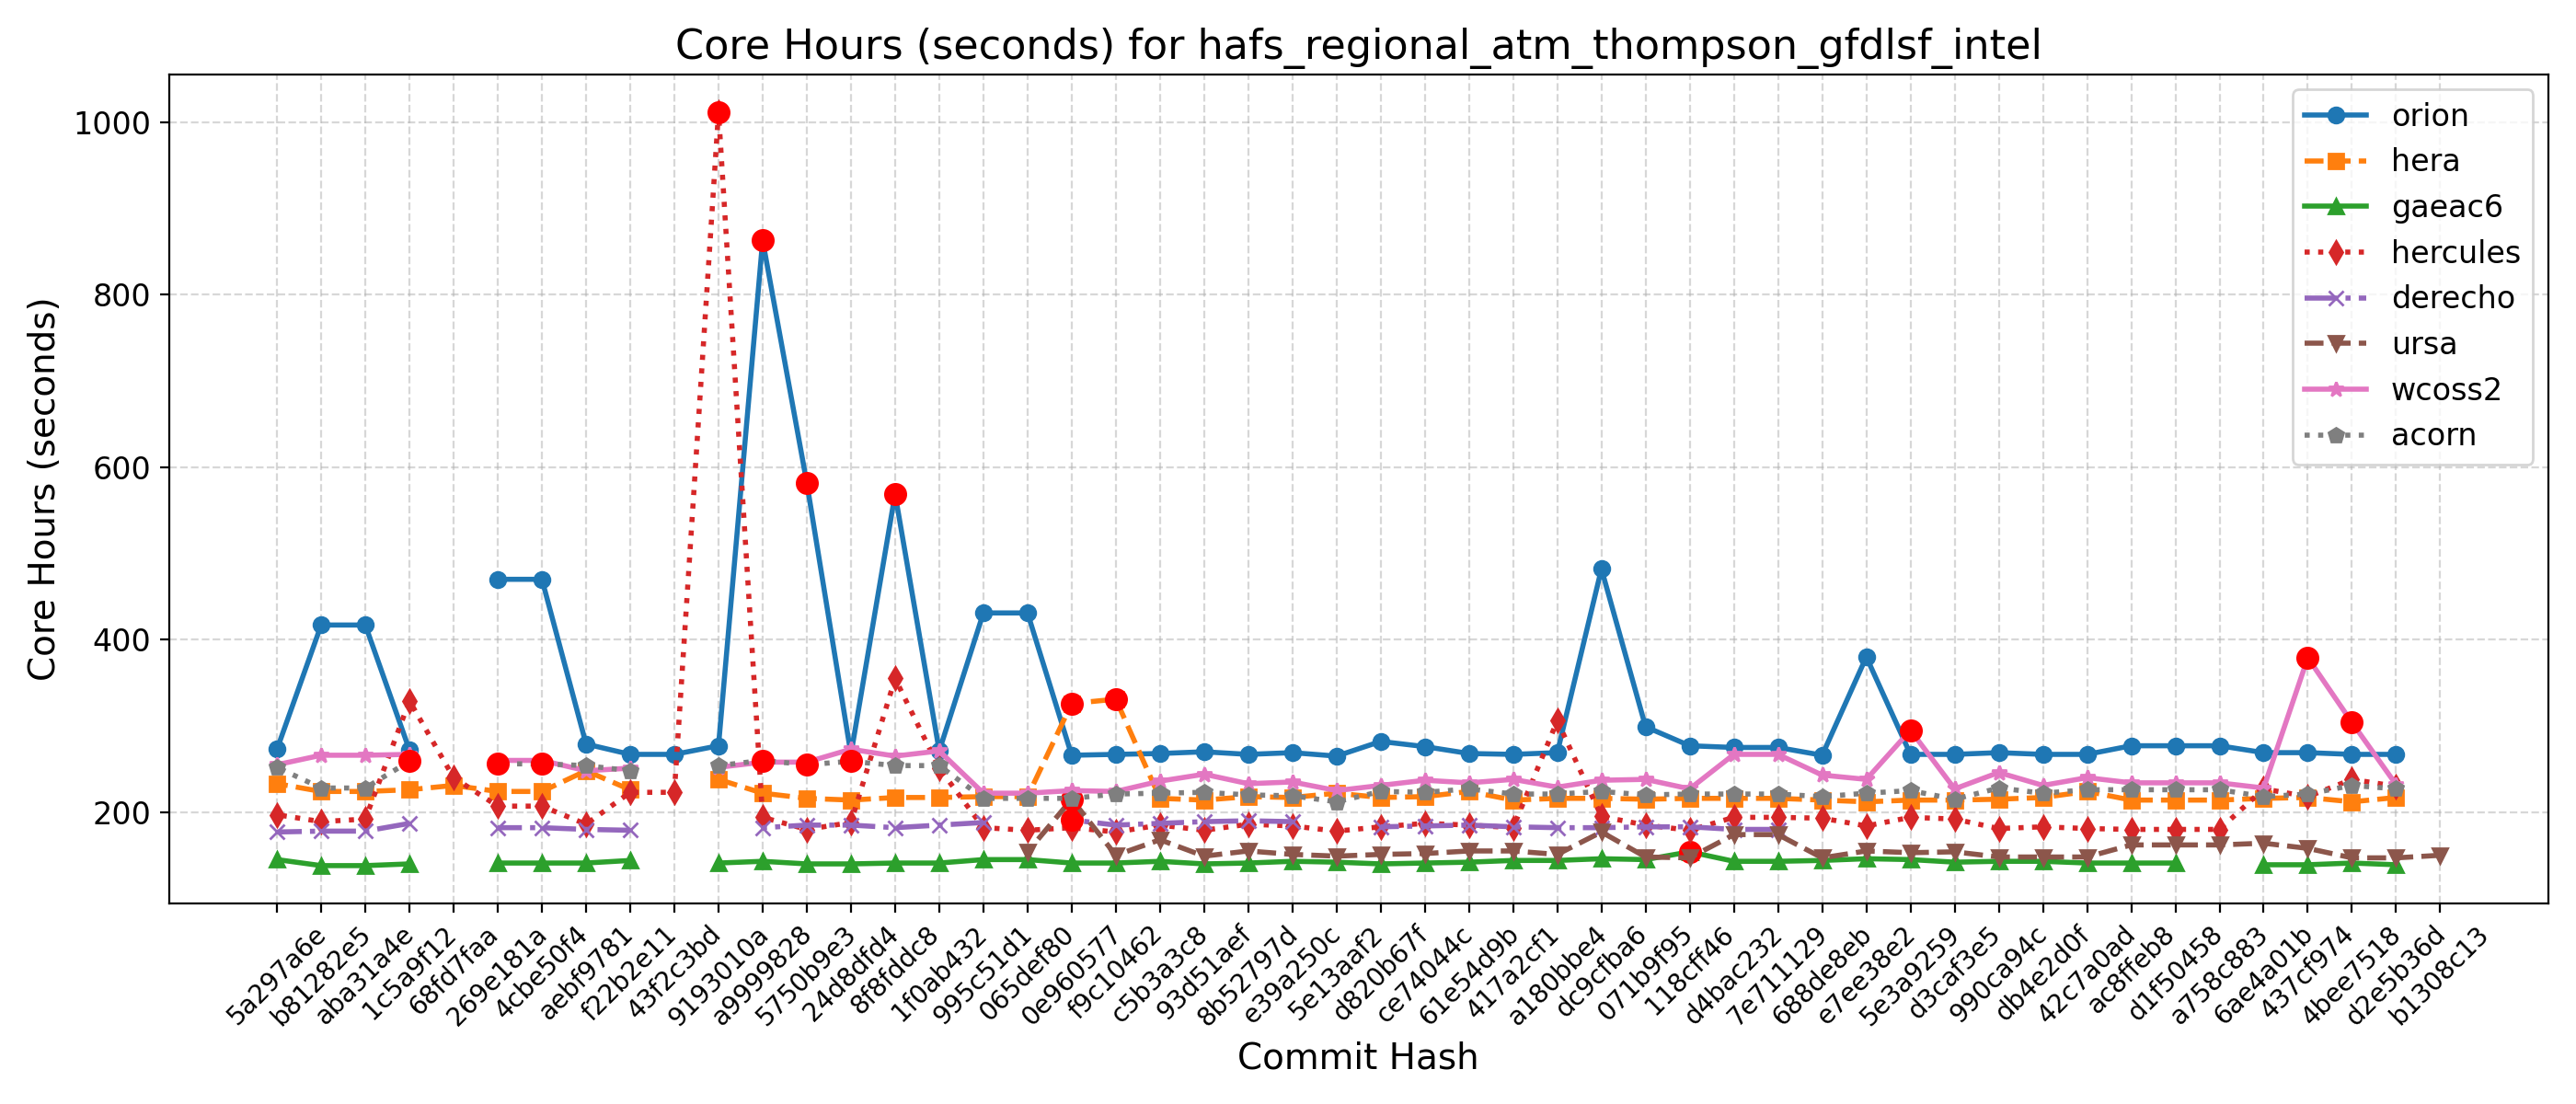 Core Hours (seconds) for hafs_regional_atm_thompson_gfdlsf_intel
Core Hours (seconds)
1000
800
600
400
200
orion
hera
gaeac6
hercules
derecho
ursa
wcoss2
acorn
5a297a6e
b81282e5
aba31a4e
1c5a9f12
68fd7faa
269e181a
4cbe50f4
aebf9781
f22b2e11
43f2c3bd
9193010a
a9999828
5750b9e3
24d8dfd4
8f8fddc8
1f0ab432
995c51d1
065def80
0e960577
f9c10462
c5b3a3c8
93d51aef
8b52797d
e39a250c
5e13aaf2
d820b67f
ce74044c
61e54d9b
417a2cf1
a180bbe4
dc9cfba6
071b9f95
118cff46
d4bac232
7e711129
688de8eb
e7ee38e2
5e3a9259
d3caf3e5
990ca94c
db4e2d0f
42c7a0ad
ac8ffeb8
d1f50458
a758c883
6ae4a01b
437cf974
4bee7518
d2e5b36d
b1308c13
Commit Hash